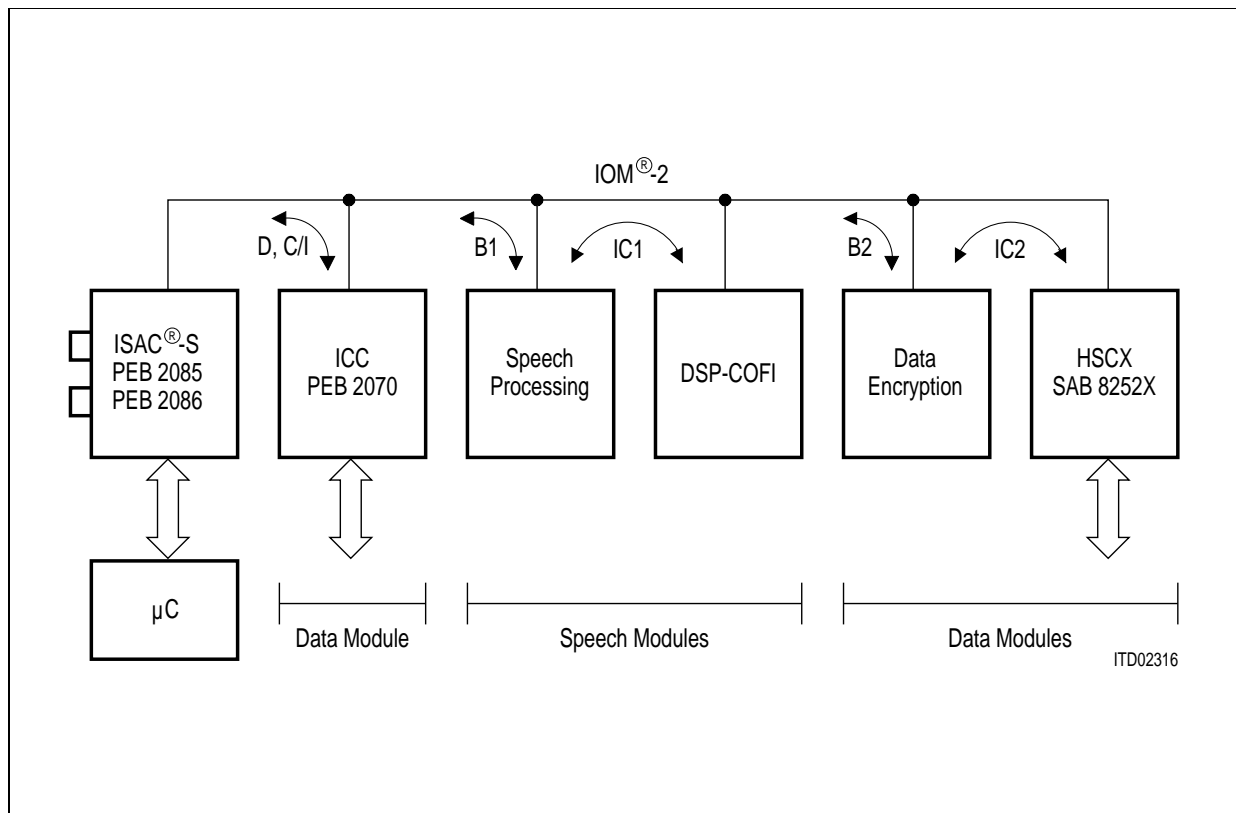 IOM®-2
D, C/I
B1
IC1
B2
IC2
ISAC®-S
PEB 2085
PEB 2086
ICC
PEB 2070
Speech
Processing
DSP-COFI
Data
Encryption
HSCX
SAB 8252X
µC
Data Module
Speech Modules
Data Modules
ITD02316